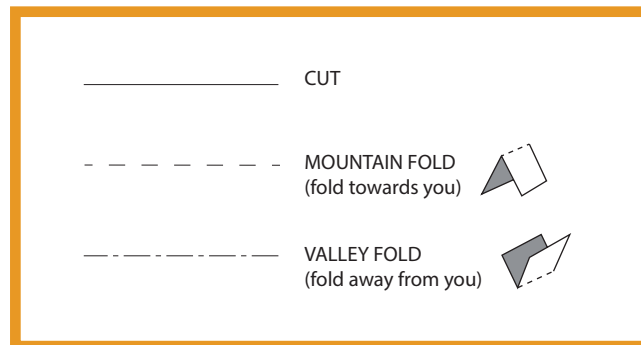 CUT
MOUNTAIN FOLD
(fold towards you)
VALLEY FOLD
(fold away from you)